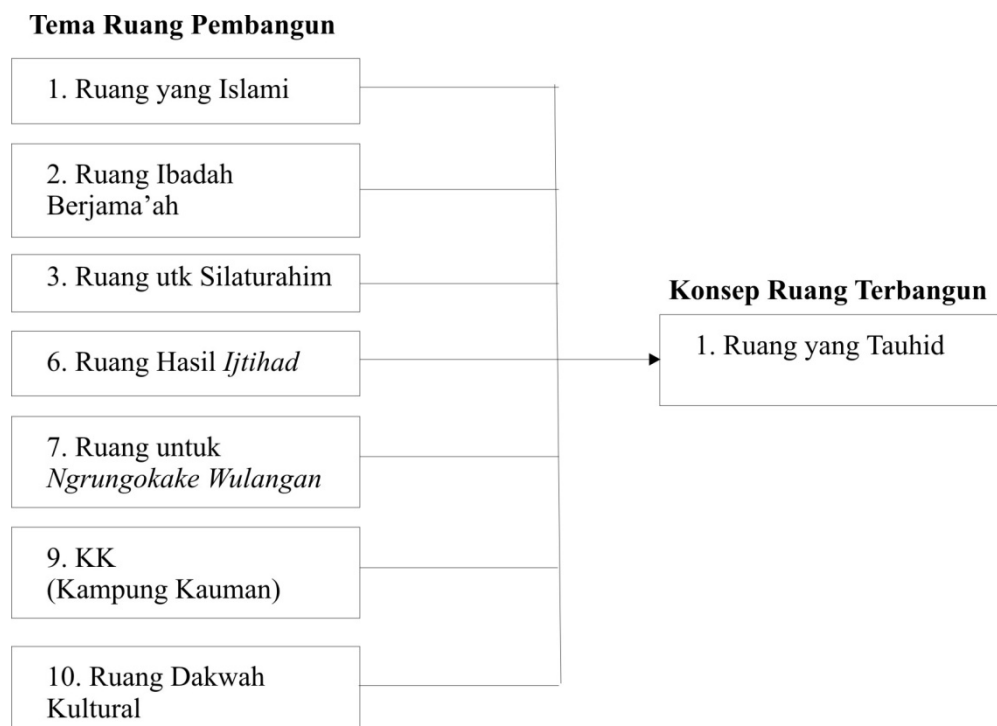 Tema Ruang Pembangun
1. Ruang yang Islami
2. Ruang Ibadah
Berjama’ah
3. Ruang utk Silaturahim
6. Ruang Hasil Ijtihad
7. Ruang untuk
Ngrungokake Wulangan
9. KK
(Kampung Kauman)
10. Ruang Dakwah
Kultural
Konsep Ruang Terbangun
1. Ruang yang Tauhid